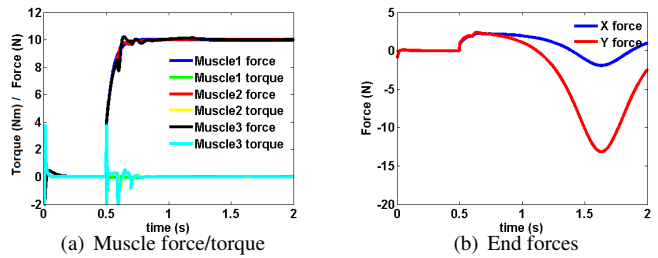 Torque (Nm) / Force (N)
12
10
8
6
4
2
0
-2
Muscle1 force
Muscle1 torque
Muscle2 force
Muscle2 torque
Muscle3 force
Muscle3 torque
0 0.5 1 1.5 2
time (s)
(a) Muscle force/torque
Force (N)
5
0
-5
-10
-15
-20
X force
Y force
0 0.5 1 1.5 2
time (s)
(b) End forces